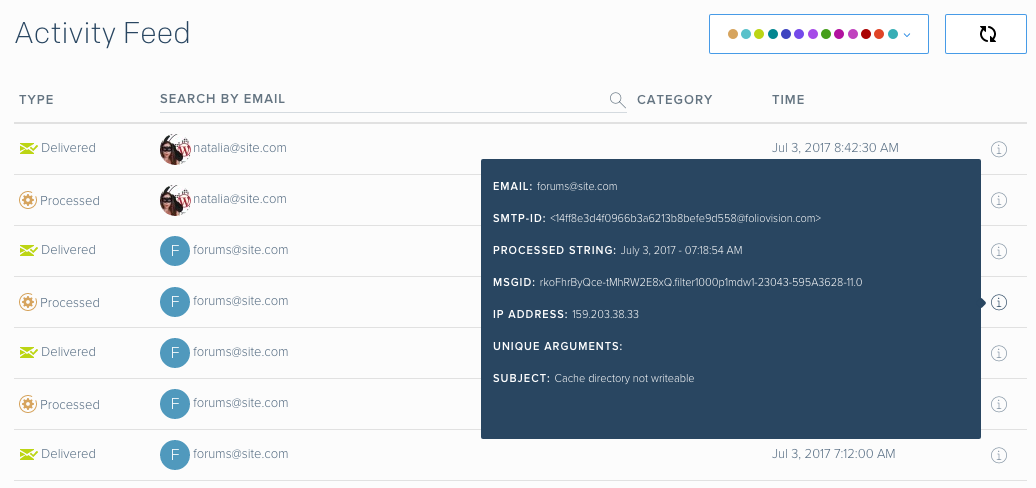 Activity Feed
TYPE SEARCH BY EMAIL CATEGORY TIME
Delivered natalia@site.com Jul 3, 2017 8:42:30 AM
Processed natalia@site.com
Delivered F forums@site.com
Processed F forums@site.com
Delivered F forums@site.com
Processed F forums@site.com
Delivered F forums@site.com Jul 3, 2017 7:12:00 AM
EMAIL: forums@site.com
SMTP-ID: <14ff8e3d4f0966b3a6213b8befe9d558@foliovision.com>
PROCESSED STRING: July 3, 2017 - 07:18:54 AM
MSGID: rkoFhrByQce-tMhRW2E8xQ.filter1000p1mdw1-23043-595A3628-11.0
IP ADDRESS: 159.203.38.33
UNIQUE ARGUMENTS:
SUBJECT: Cache directory not writeable